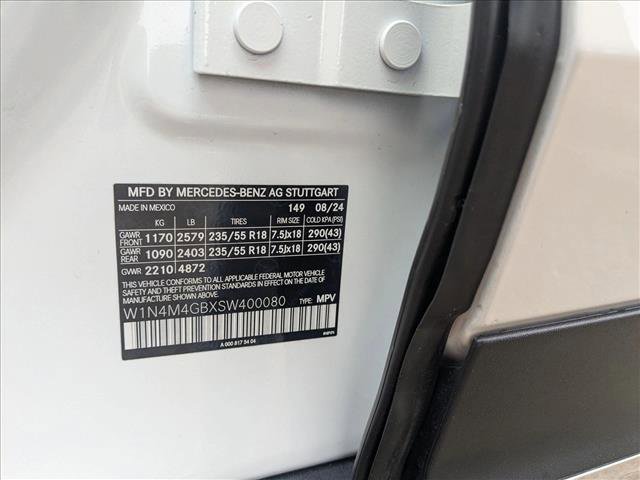 MFD BY MERCEDES-BENZ AG STUTTGART
MADE IN MEXICO 149 08/24
KG LB TIRES RIM SIZE COLD KPA(PSI)
GAWR FRONT 1170 2579 235/55 R18 7.5Jx18 290(43)
GAWR REAR 1090 2403 235/55 R18 7.5Jx18 290(43)
GWR 2210 4872
THIS VEHICLE CONFORMS TO ALL APPLICABLE FEDERAL MOTOR VEHICLE
SAFETY AND THEFT PREVENTION STANDARDS IN EFFECT ON THE DATE
OF MANUFACTURE SHOWN ABOVE.
W1N4M4GBXSW400080 TYPE: MPV
A 000 817 54 04